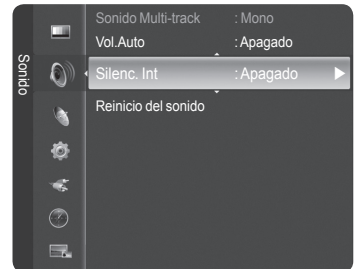 Sonido
Sonido Multi-track : Mono
Vol.Auto : Apagado
Silenc. Int : Apagado
Reinicio del sonido